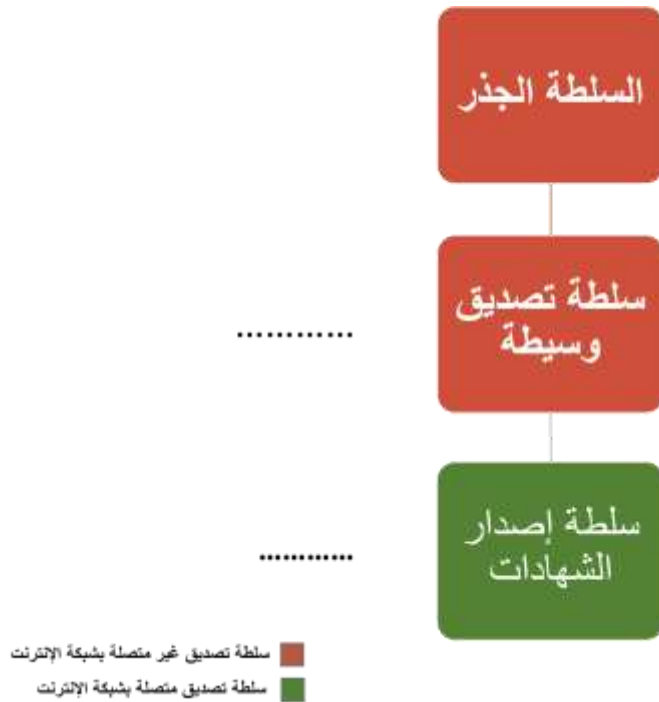 السلطة الجذر
سلطة تصديق
وسيطة
............
سلطة إصدار
الشهادات
............
سلطة تصديق غير متصلة بشبكة الإنترنت
سلطة تصديق متصلة بشبكة الإنترنت